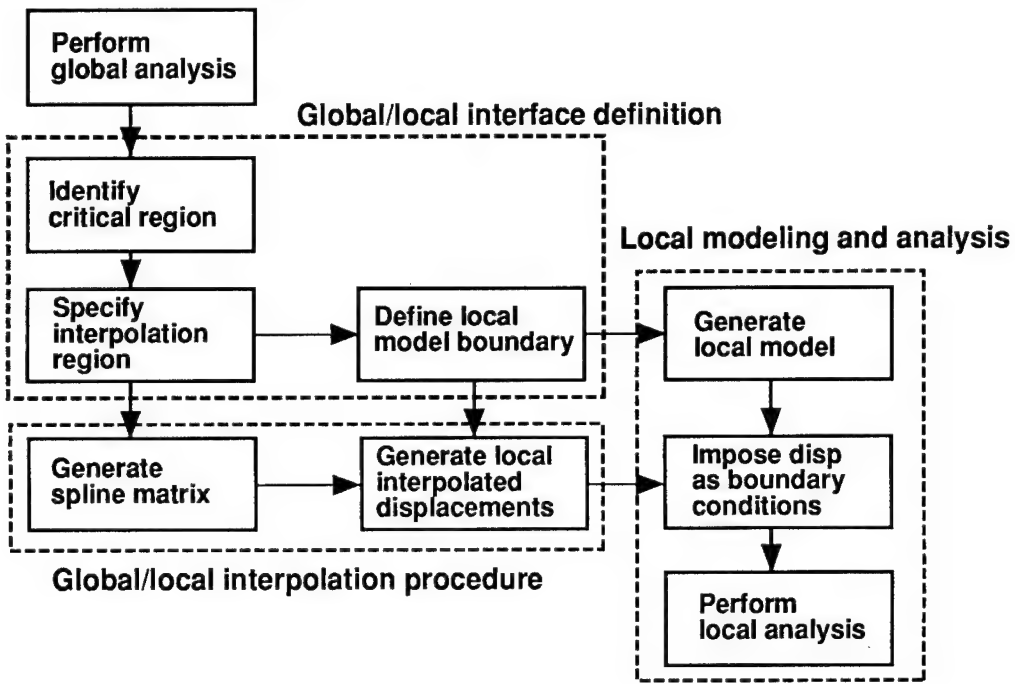 Perform
global analysis
Global/local interface definition
Identify
critical region
Local modeling and analysis
Specify
interpolation
region
Define local
model boundary
Generate
local model
Generate
spline matrix
Generate local
interpolated
displacements
Impose disp
as boundary
conditions
Global/local interpolation procedure
Perform
local analysis